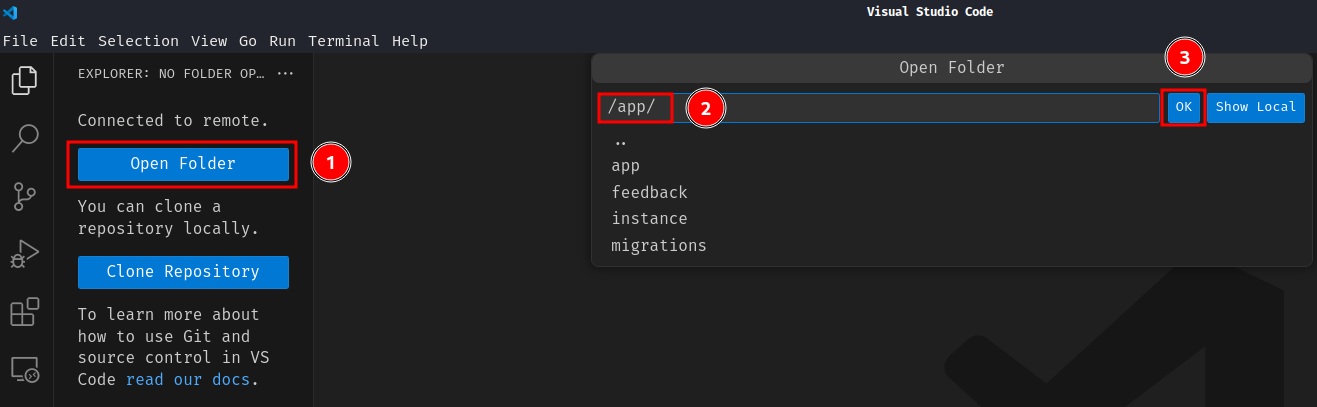 Visual Studio Code
File Edit Selection View Go Run Terminal Help
EXPLORER: NO FOLDER OP... ···
Connected to remote.
Open Folder
1
You can clone a
repository locally.
Clone Repository
To learn more about
how to use Git and
source control in VS
Code read our docs.
Open Folder
3
/app/
2
OK
Show Local
..
app
feedback
instance
migrations